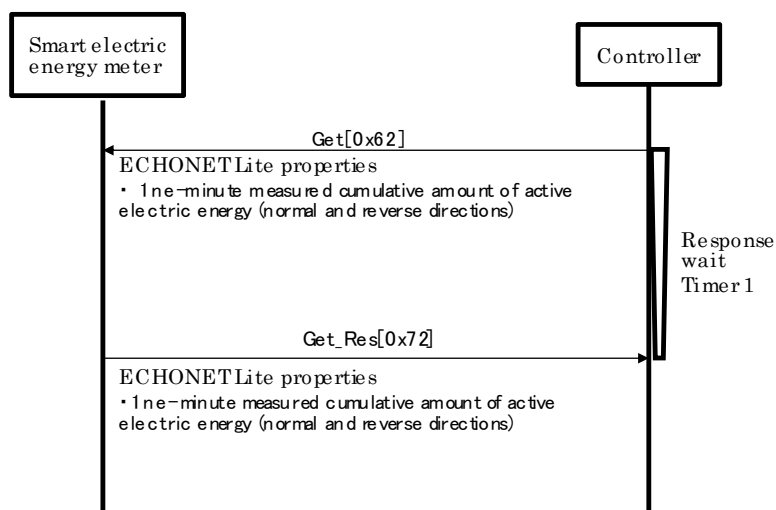 Smart electric
energy meter
Controller
Get[0x62]
ECHONET Lite properties
・ 1ne-minute measured cumulative amount of active
electric energy (normal and reverse directions)
Response
wait
Timer 1
Get_Res[0x72]
ECHONET Lite properties
・1ne-minute measured cumulative amount of active
electric energy (normal and reverse directions)